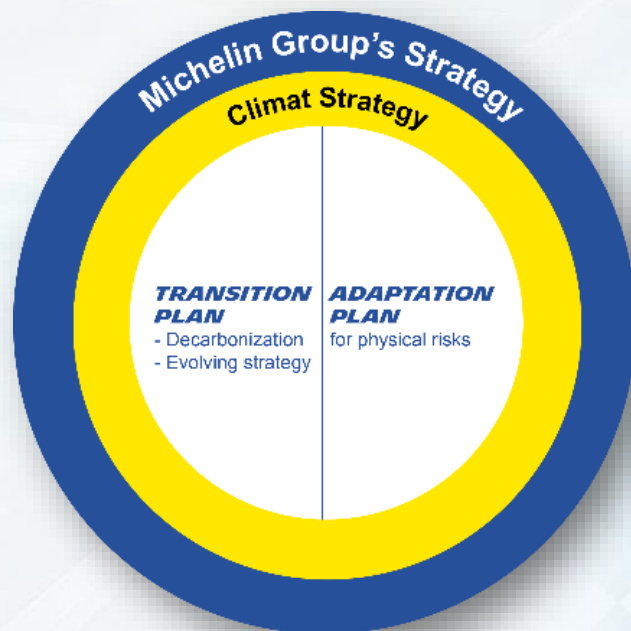 Michelin Group's Strategy
Climat Strategy
TRANSITION
PLAN
- Decarbonization
- Evolving strategy
ADAPTATION
PLAN
for physical risks